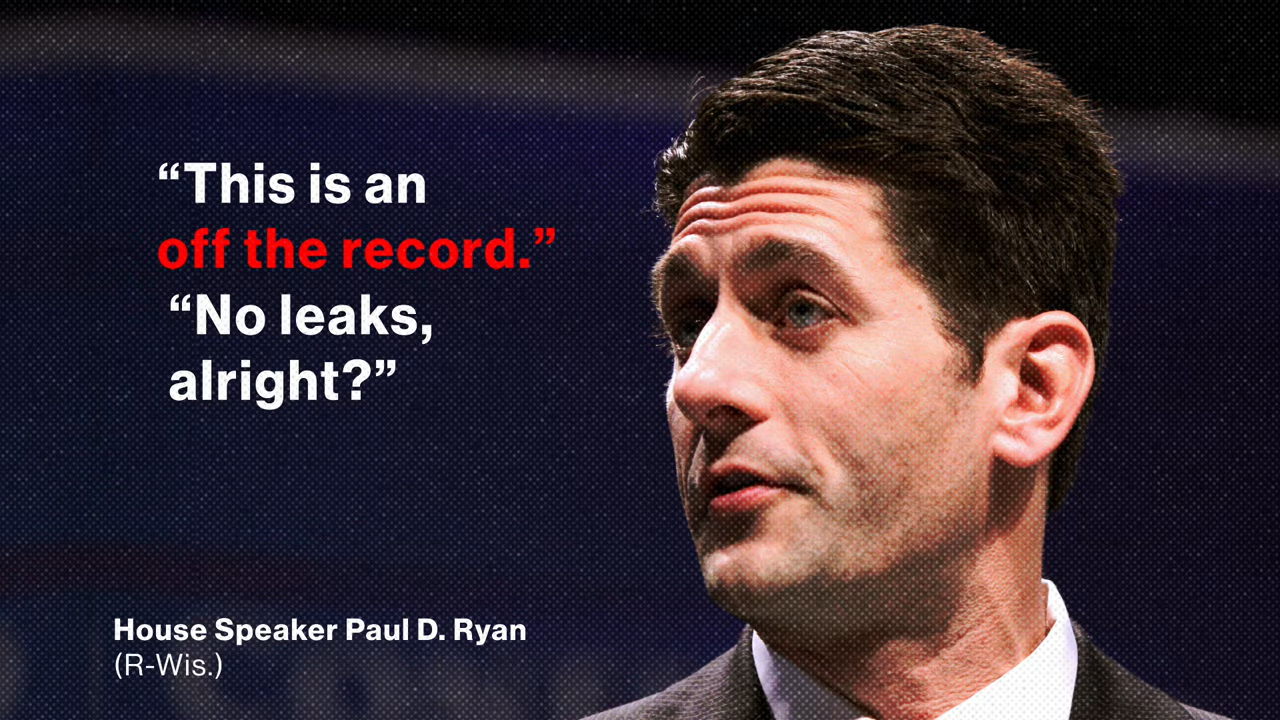 “This is an
off the record.”
“No leaks,
alright?”
House Speaker Paul D. Ryan
(R-Wis.)